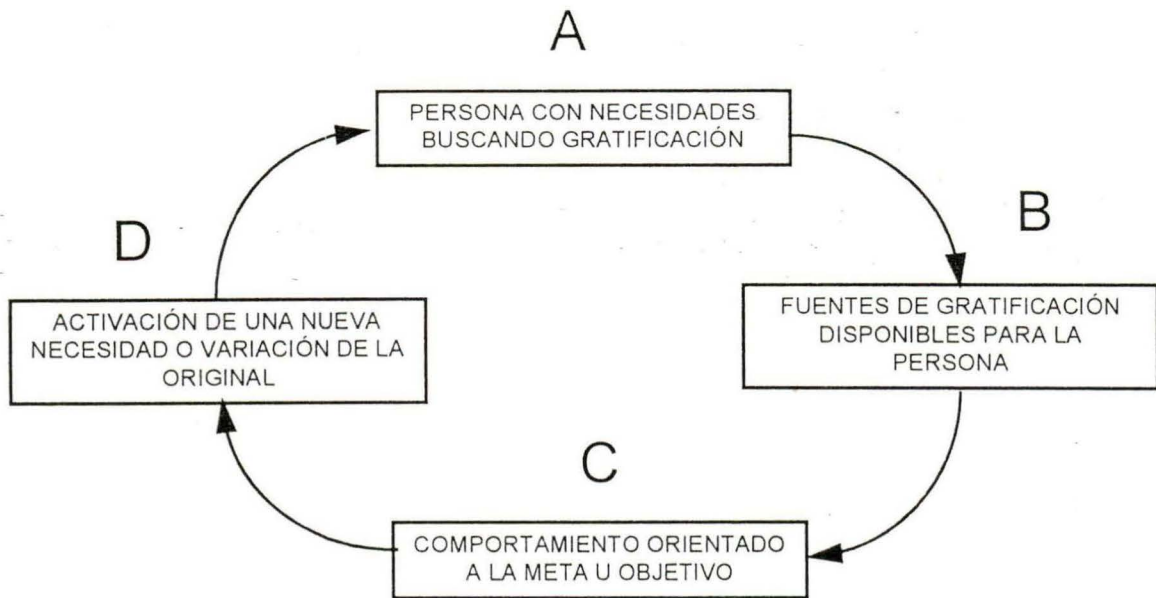 A
PERSONA CON NECESIDADES
BUSCANDO GRATIFICACIÓN
B
FUENTES DE GRATIFICACIÓN
DISPONIBLES PARA LA
PERSONA
C
COMPORTAMIENTO ORIENTADO
A LA META U OBJETIVO
D
ACTIVACIÓN DE UNA NUEVA
NECESIDAD O VARIACIÓN DE LA
ORIGINAL